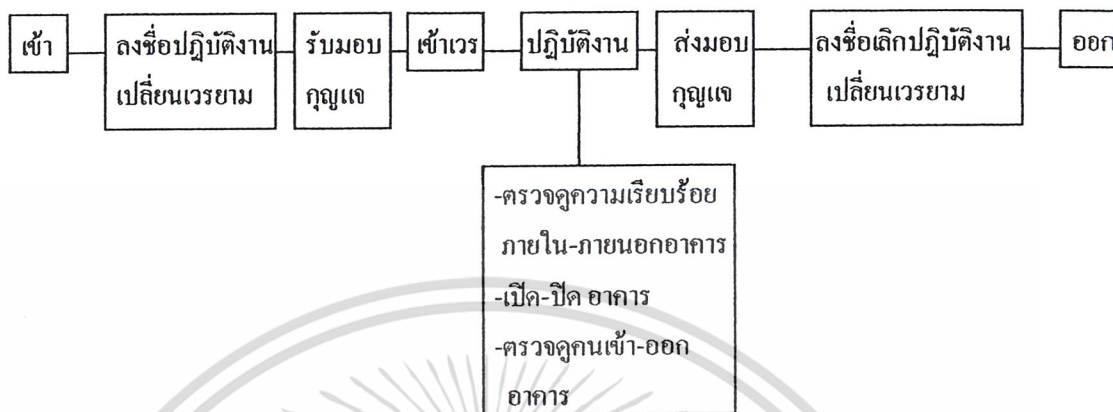 เข้า
ลงชื่อปฏิบัติงาน
เปลี่ยนเวรยาม
รับมอบ
กุญแจ
เข้าเวร
ปฏิบัติงาน
ส่งมอบ
กุญแจ
ลงชื่อเลิกปฏิบัติงาน
เปลี่ยนเวรยาม
ออก
-ตรวจดูความเรียบร้อย
ภายใน-ภายนอกอาคาร
-เปิด-ปิด อาคาร
-ตรวจดูคนเข้า-ออก
อาคาร